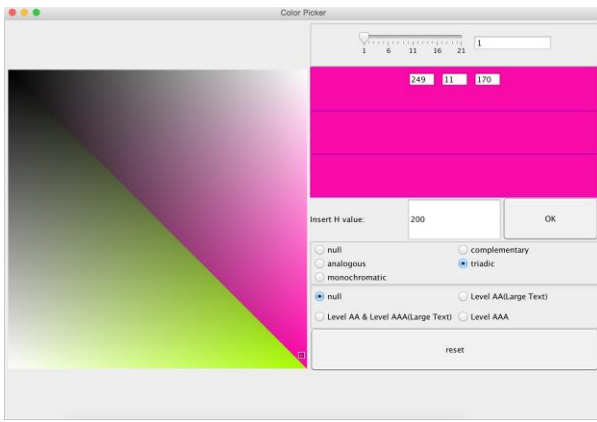 Color Picker
1
1 6 11 16 21
249 11 170
Insert H value: 200 OK
null complementary
analogous triadic
monochromatic
null Level AA(Large Text)
Level AA & Level AAA(Large Text) Level AAA
reset